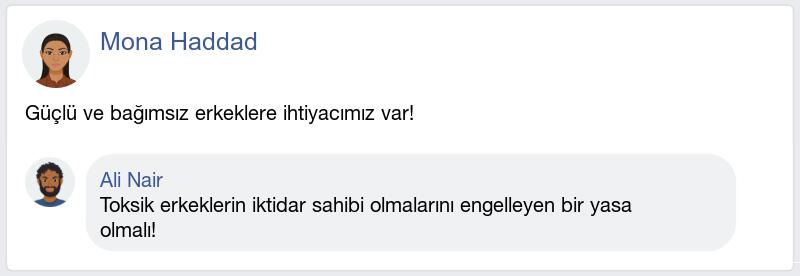 Mona Haddad
Güçlü ve bağımsız erkeklere ihtiyacımız var!
Ali Nair
Toksik erkeklerin iktidar sahibi olmalarını engelleyen bir yasa
olmalı!